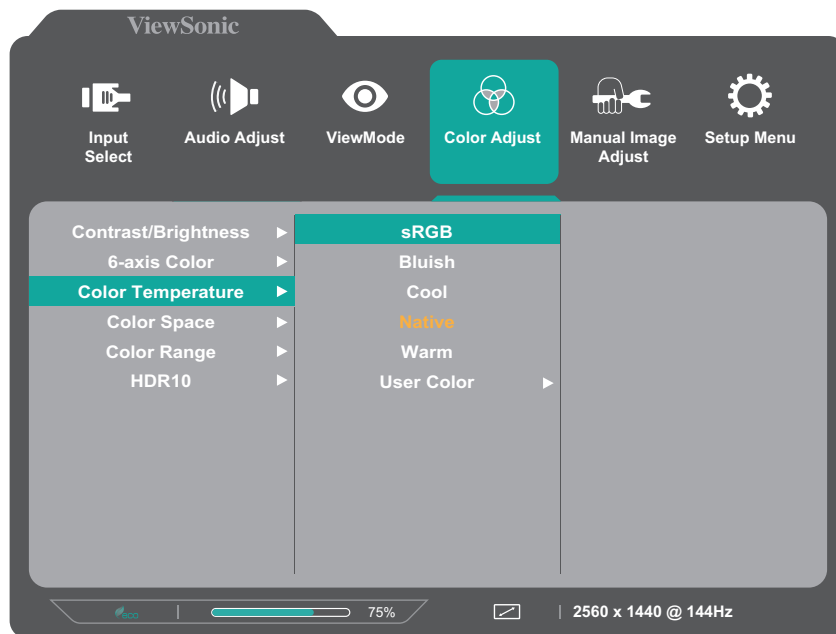 ViewSonic
Input
Select
Audio Adjust
ViewMode
Color Adjust
Manual Image
Adjust
Setup Menu
Contrast/Brightness
6-axis Color
Color Temperature
Color Space
Color Range
HDR10
sRGB
Bluish
Cool
Native
Warm
User Color
eco
75%
2560 x 1440 @ 144Hz